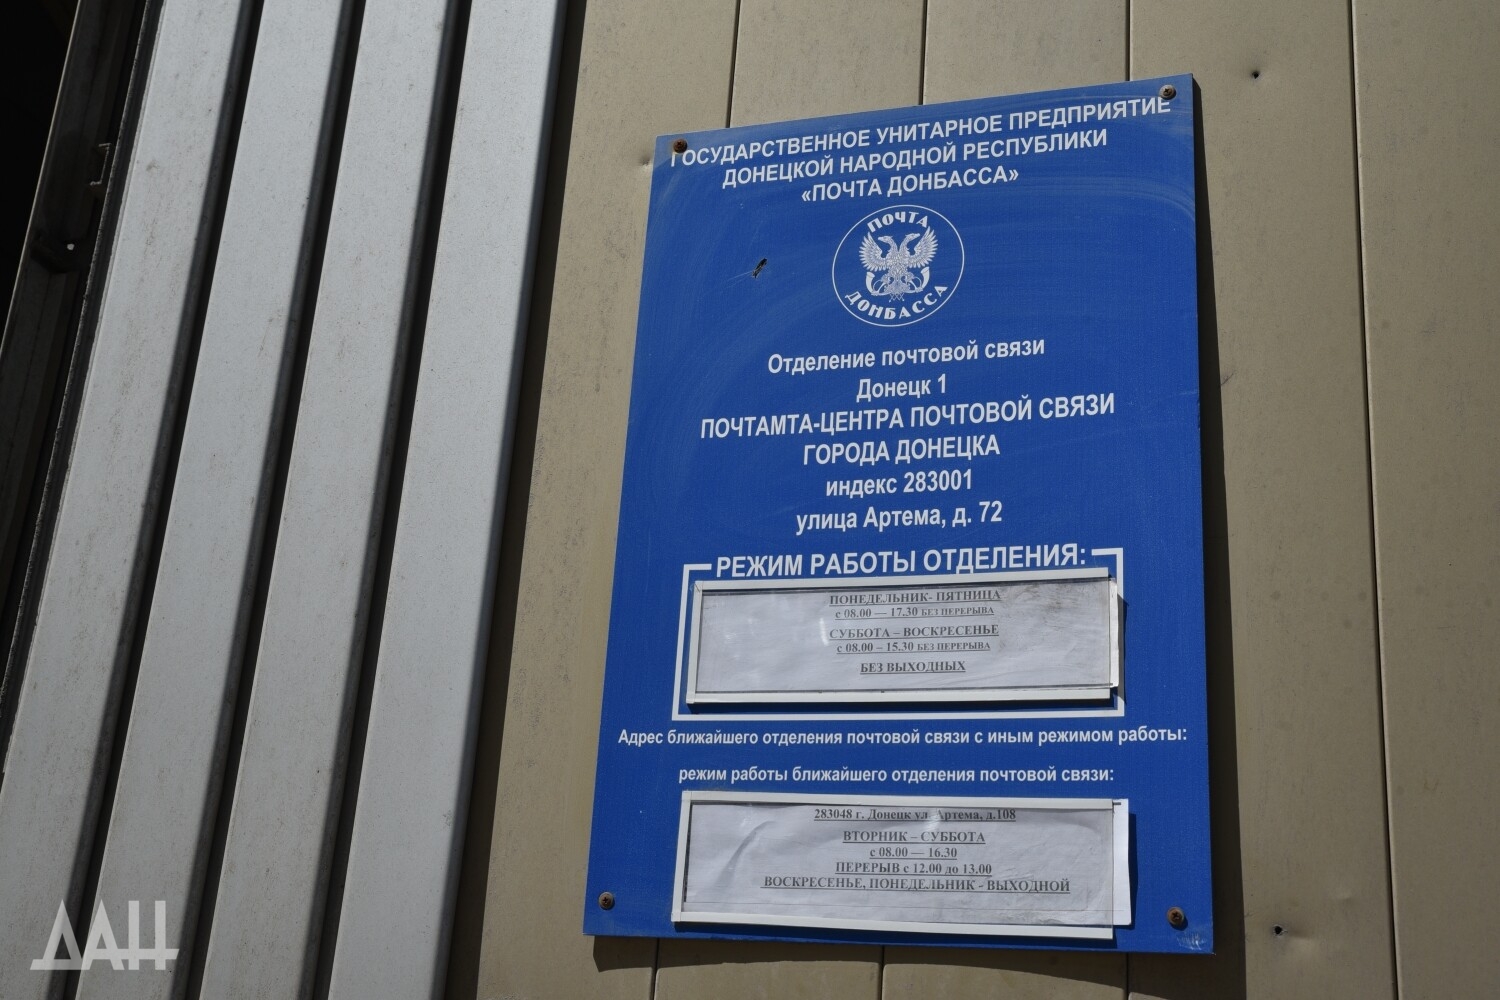 ГОСУДАРСТВЕННОЕ УНИТАРНОЕ ПРЕДПРИЯТИЕ
ДОНЕЦКОЙ НАРОДНОЙ РЕСПУБЛИКИ
«ПОЧТА ДОНБАССА»
ПОЧТА
ДОНБАССА
Отделение почтовой связи
Донецк 1
ПОЧТАМТА-ЦЕНТРА ПОЧТОВОЙ СВЯЗИ
ГОРОДА ДОНЕЦКА
индекс 283001
улица Артема, д. 72
РЕЖИМ РАБОТЫ ОТДЕЛЕНИЯ:
ПОНЕДЕЛЬНИК- ПЯТНИЦА
с 08.00 — 17.30 БЕЗ ПЕРЕРЫВА
СУББОТА – ВОСКРЕСЕНЬЕ
с 08.00 – 15.30 БЕЗ ПЕРЕРЫВА
БЕЗ ВЫХОДНЫХ
Адрес ближайшего отделения почтовой связи с иным режимом работы:
режим работы ближайшего отделения почтовой связи:
283048 г. Донецк ул. Артема, д.108
ВТОРНИК – СУББОТА
с 08.00 — 16.30
ПЕРЕРЫВ с 12.00 до 13.00
ВОСКРЕСЕНЬЕ, ПОНЕДЕЛЬНИК - ВЫХОДНОЙ
ДАН